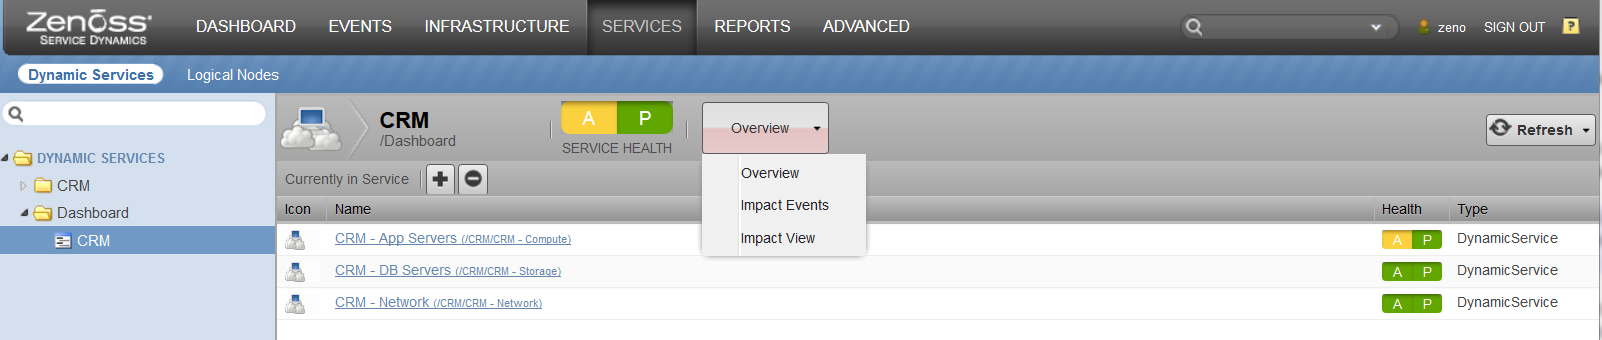 Zenoss
SERVICE DYNAMICS
DASHBOARD EVENTS INFRASTRUCTURE SERVICES REPORTS ADVANCED
zeno SIGN OUT ?
Dynamic Services Logical Nodes
CRM
/Dashboard
A P
SERVICE HEALTH
Overview
Refresh
DYNAMIC SERVICES
CRM
Dashboard
CRM
Overview
Impact Events
Impact View
Currently in Service
Icon Name Health Type
CRM - App Servers (/CRM/CRM - Compute) A P DynamicService
CRM - DB Servers (/CRM/CRM - Storage) A P DynamicService
CRM - Network (/CRM/CRM - Network) A P DynamicService